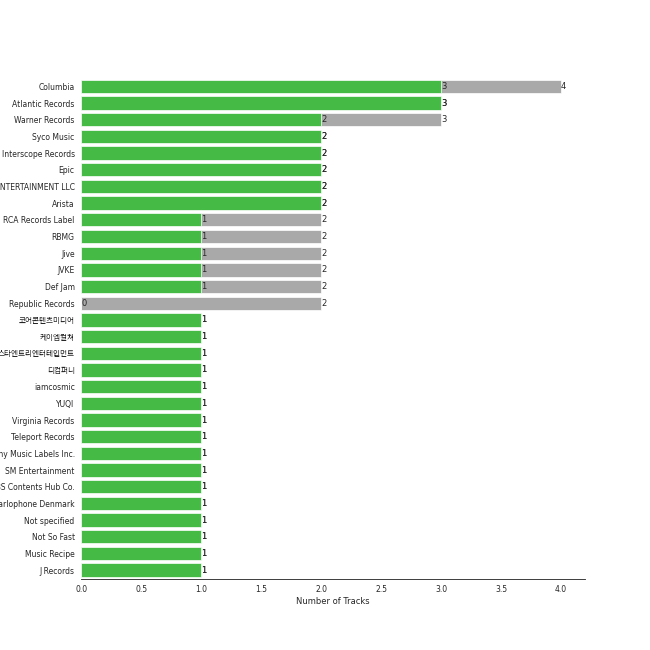 Columbia 3 4
Atlantic Records 3
Warner Records 2 3
Syco Music 2
Interscope Records 2
Epic 2
NTERTAINMENT LLC 2
Arista 2
RCA Records Label 1 2
RBMG 1 2
Jive 1 2
JVKE 1 2
Def Jam 1 2
Republic Records 0 2
코어콘텐츠미디어 1
케이엠컬쳐 1
스타엔트리엔터테입먼트 1
디컴퍼니 1
iamcosmic 1
YUQI 1
Virginia Records 1
Teleport Records 1
ny Music Labels Inc. 1
SM Entertainment 1
S Contents Hub Co. 1
arlophone Denmark 1
Not specified 1
Not So Fast 1
Music Recipe 1
J Records 1
0.0 0.5 1.0 1.5 2.0 2.5 3.0 3.5 4.0
Number of Tracks